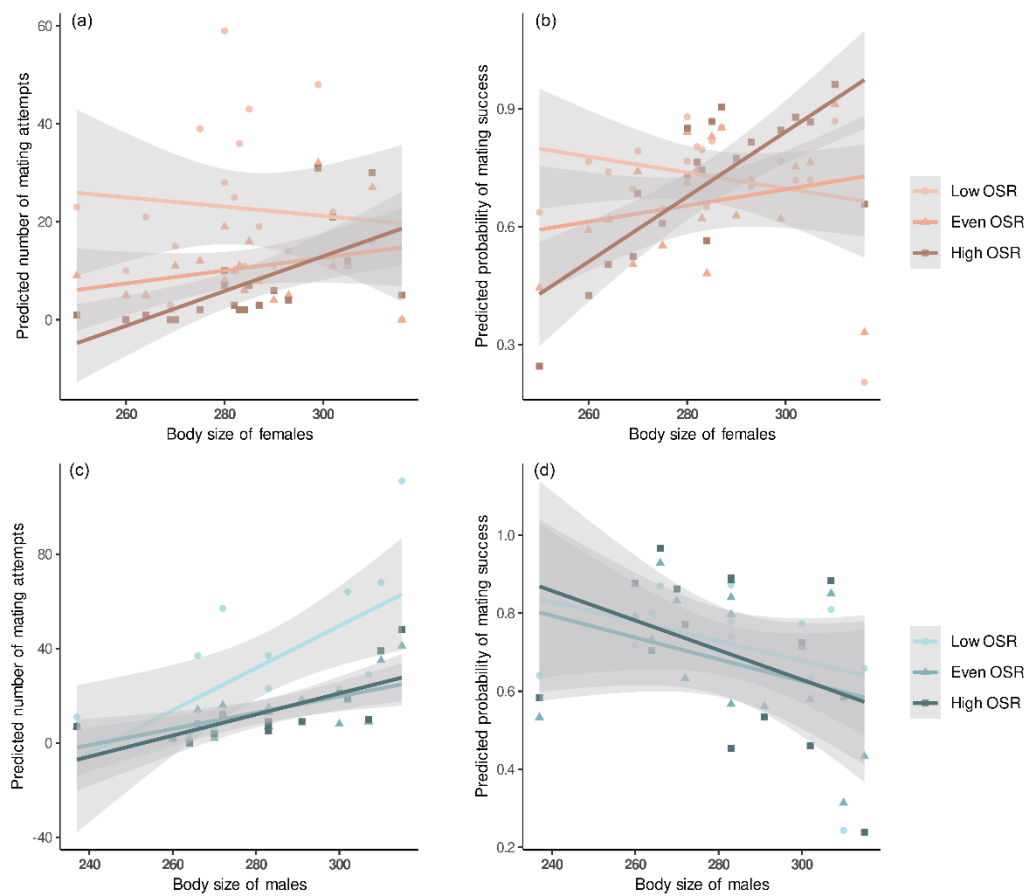 (a)
Predicted number of mating attempts
60
40
20
0
260
280
300
Body size of females
(b)
Predicted probability of mating success
0.9
0.6
0.3
260
280
300
Body size of females
Low OSR
Even OSR
High OSR
(c)
Predicted number of mating attempts
80
40
0
-40
240
260
280
300
Body size of males
(d)
Predicted probability of mating success
1.0
0.8
0.6
0.4
0.2
240
260
280
300
Body size of males
Low OSR
Even OSR
High OSR